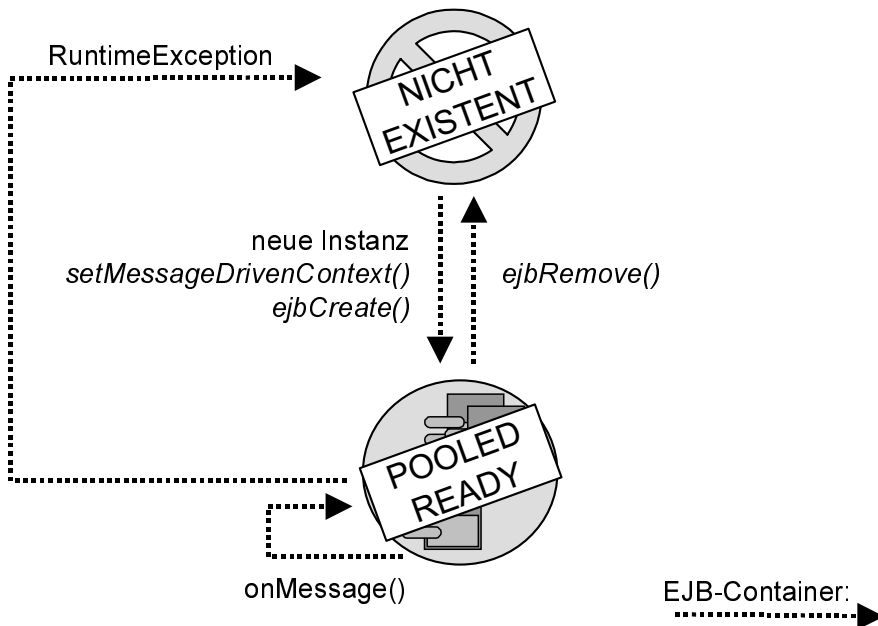 RuntimeException
NICHT
EXISTENT
neue Instanz
setMessageDrivenContext()
ejbCreate()
ejbRemove()
POOLED
READY
onMessage()
EJB-Container: